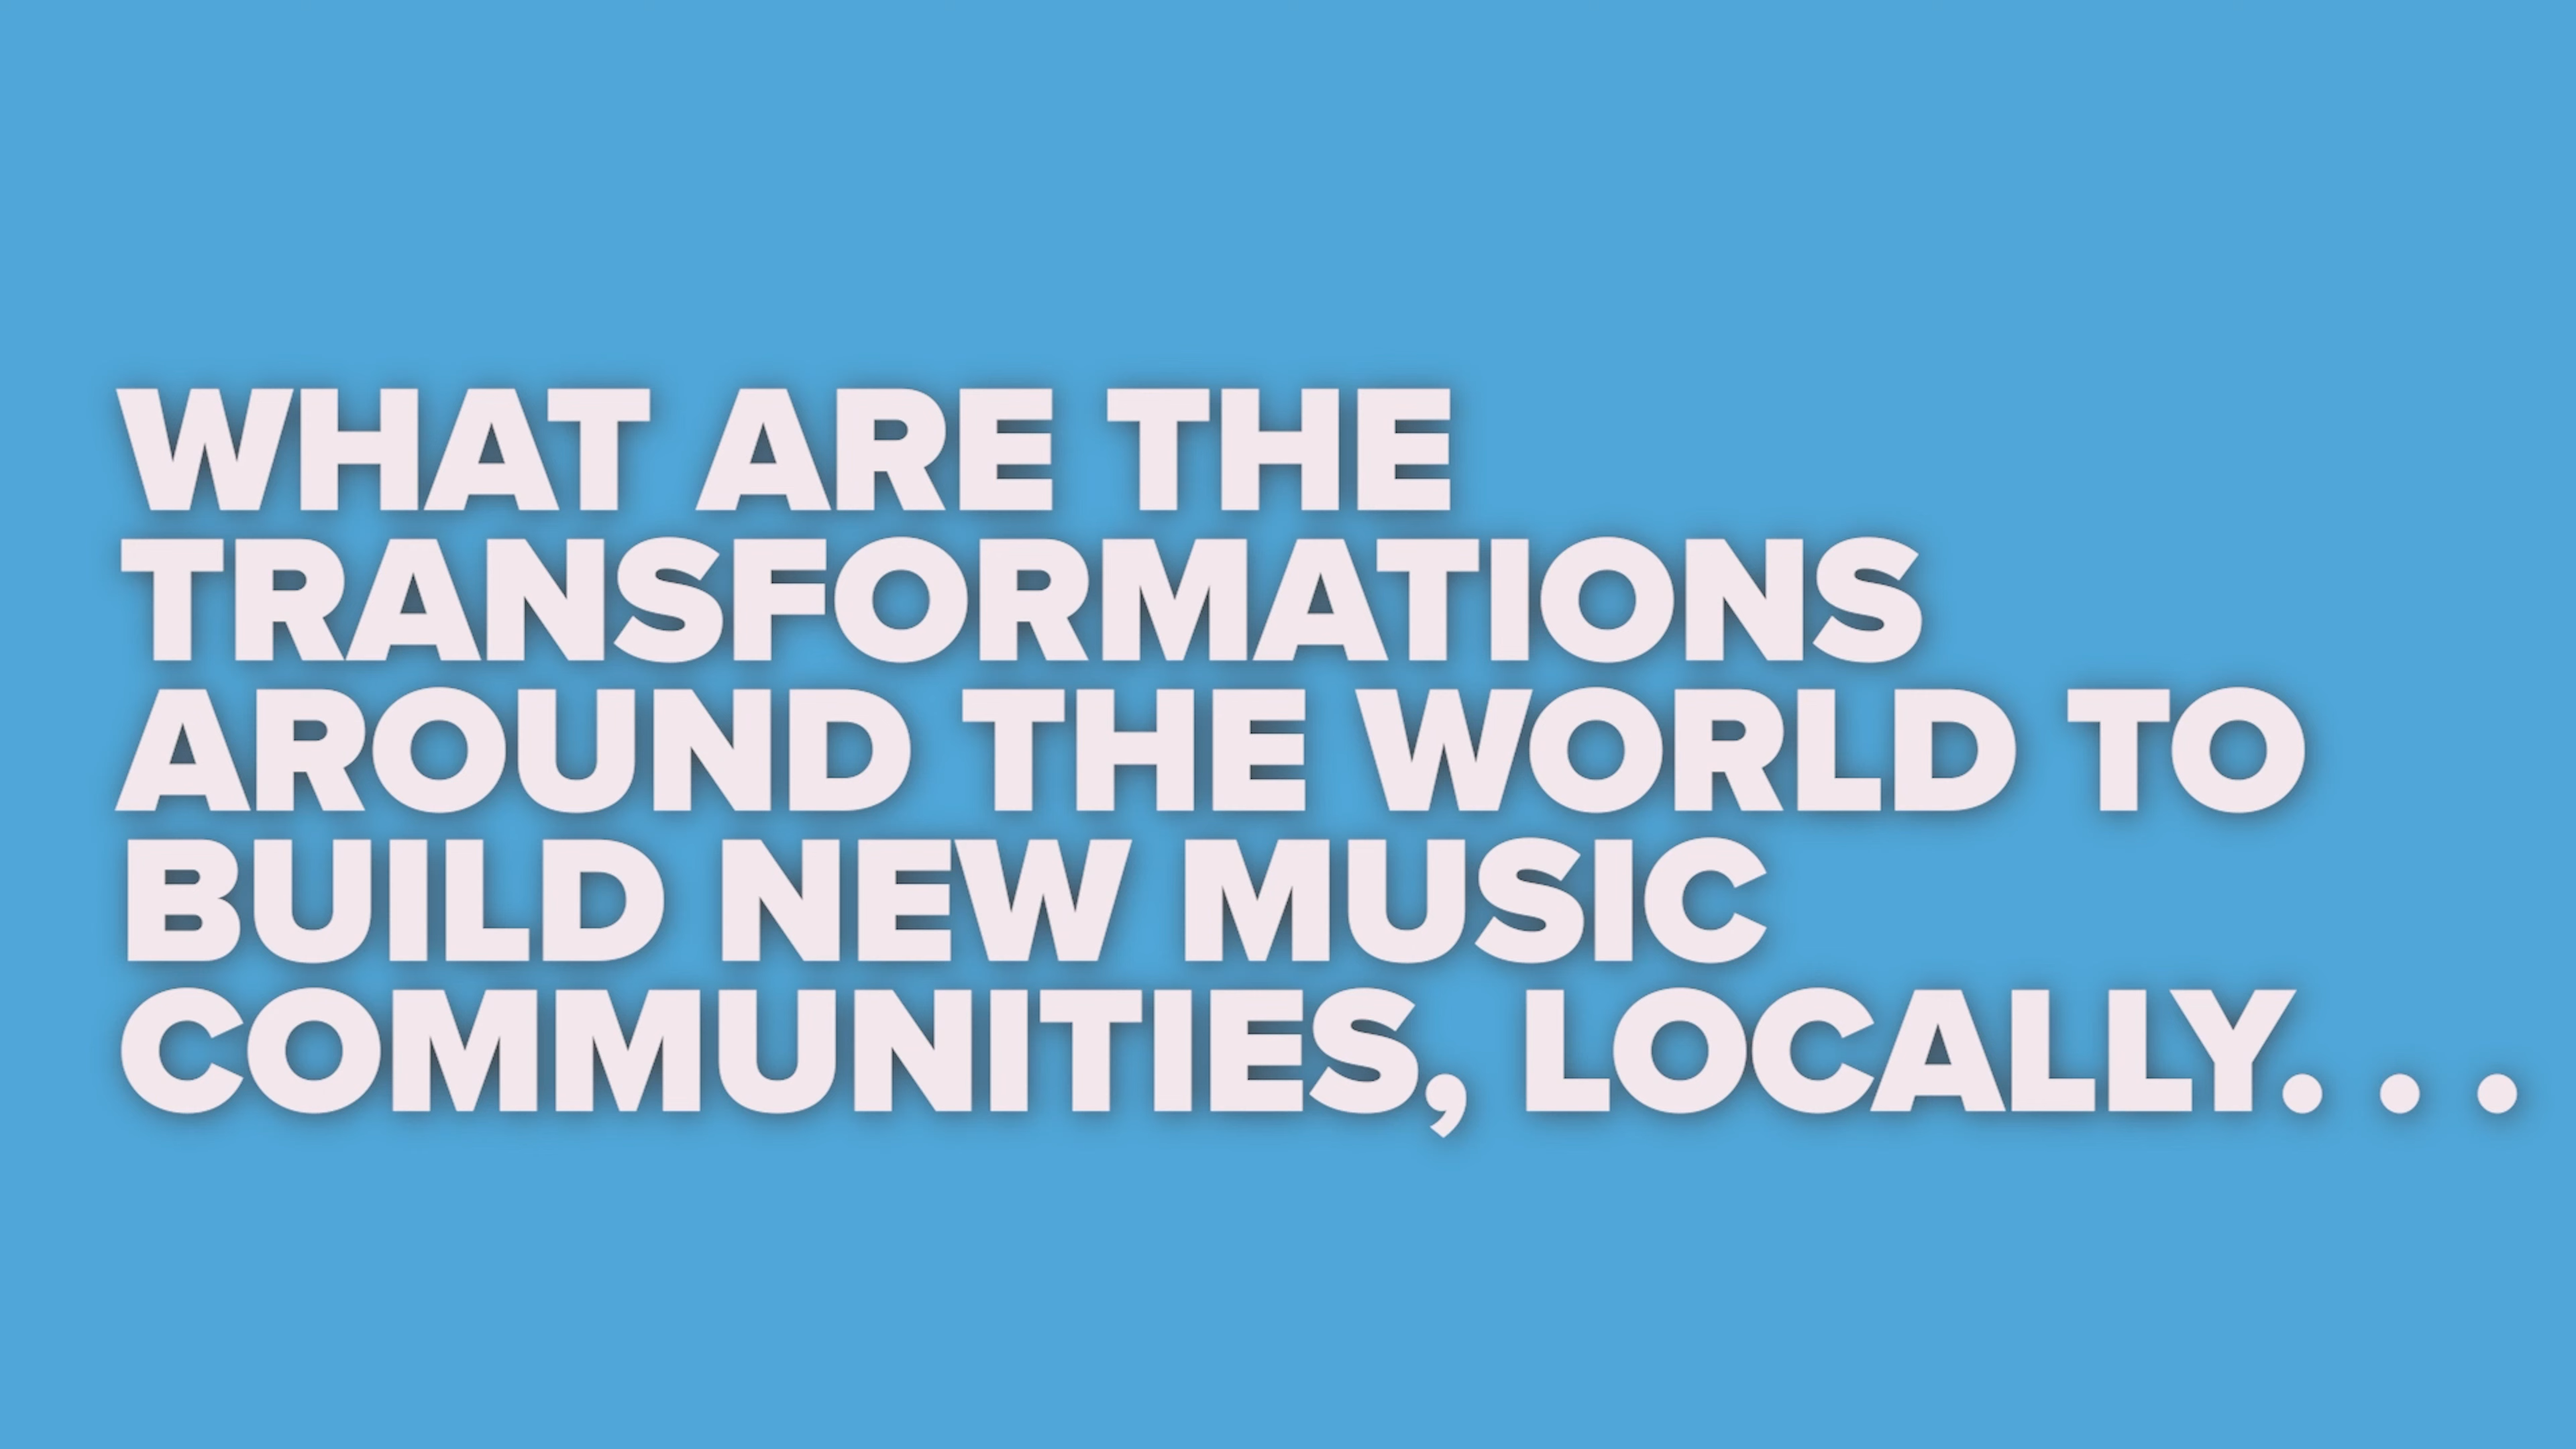 WHAT ARE THE
TRANSFORMATIONS
AROUND THE WORLD TO
BUILD NEW MUSIC
COMMUNITIES, LOCALLY. . .